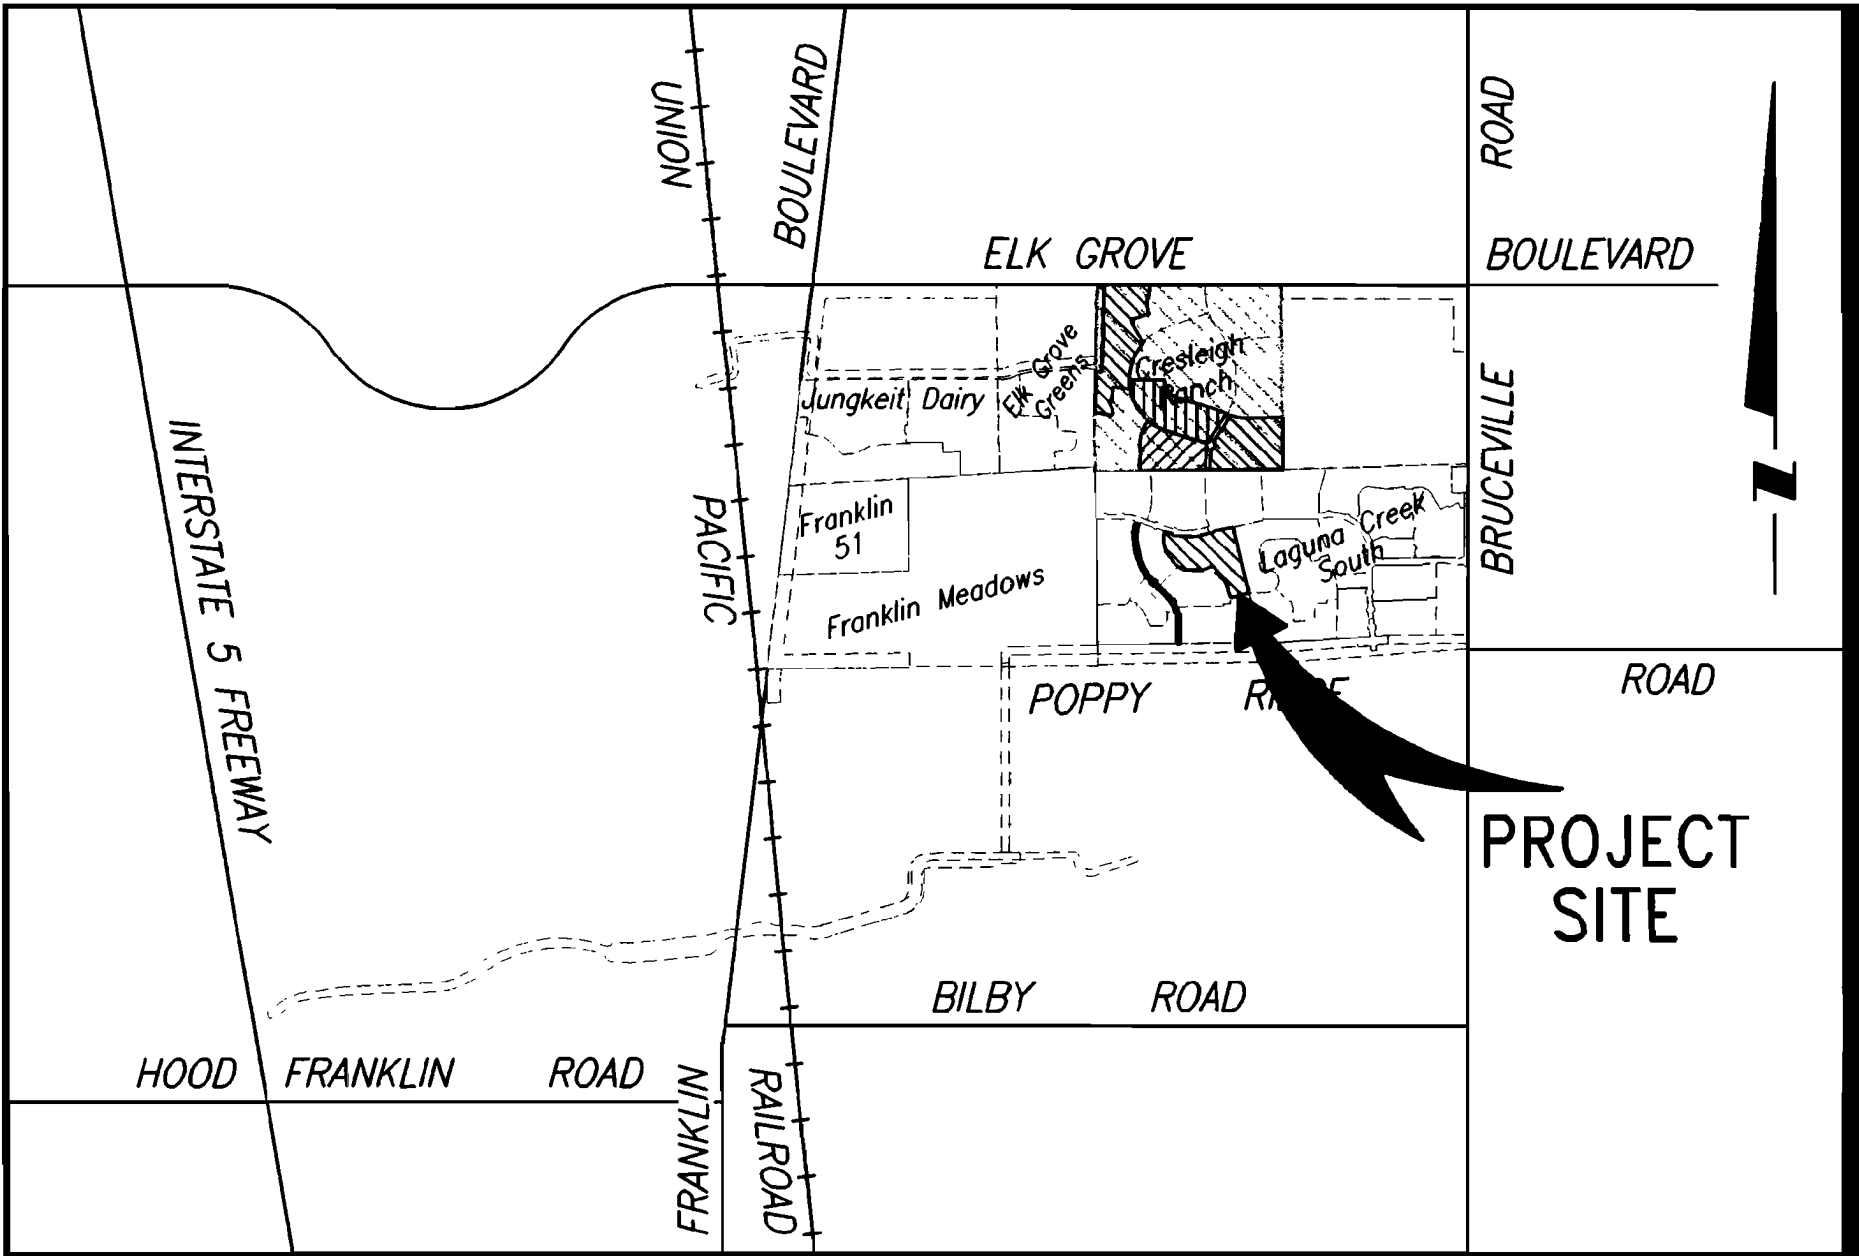 UNION
BOULEVARD
ROAD
ELK GROVE
BOULEVARD
Elk Grove
Greens
Cresleigh
Ranch
Jungkeit Dairy
INTERSTATE 5 FREEWAY
PACIFIC
Franklin
51
Franklin Meadows
Laguna Creek
South
BRUCEVILLE
N
POPPY
ROAD
PROJECT
SITE
BILBY ROAD
HOOD FRANKLIN ROAD
FRANKLIN
RAILROAD